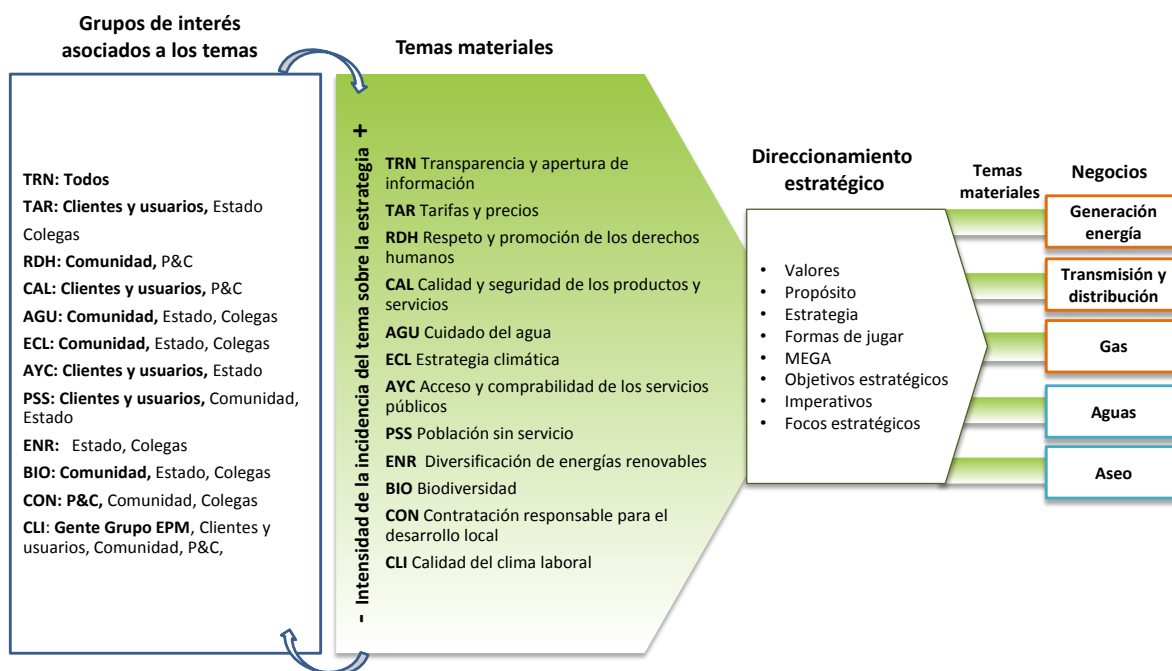 Grupos de interés
asociados a los temas
TRN: Todos
TAR: Clientes y usuarios, Estado
Colegas
RDH: Comunidad, P&C
CAL: Clientes y usuarios, P&C
AGU: Comunidad, Estado, Colegas
ECL: Comunidad, Estado, Colegas
AYC: Clientes y usuarios, Estado
PSS: Clientes y usuarios, Comunidad,
Estado
ENR: Estado, Colegas
BIO: Comunidad, Estado, Colegas
CON: P&C, Comunidad, Colegas
CLI: Gente Grupo EPM, Clientes y
usuarios, Comunidad, P&C,
Temas materiales
- Intensidad de la incidencia del tema sobre la estrategia +
TRN Transparencia y apertura de
información
TAR Tarifas y precios
RDH Respeto y promoción de los derechos
humanos
CAL Calidad y seguridad de los productos y
servicios
AGU Cuidado del agua
ECL Estrategia climática
AYC Acceso y comprabilidad de los servicios
públicos
PSS Población sin servicio
ENR Diversificación de energías renovables
BIO Biodiversidad
CON Contratación responsable para el
desarrollo local
CLI Calidad del clima laboral
Direccionamiento
estratégico
• Valores
• Propósito
• Estrategia
• Formas de jugar
• MEGA
• Objetivos estratégicos
• Imperativos
• Focos estratégicos
Temas
materiales
Negocios
Generación
energía
Transmisión y
distribución
Gas
Aguas
Aseo